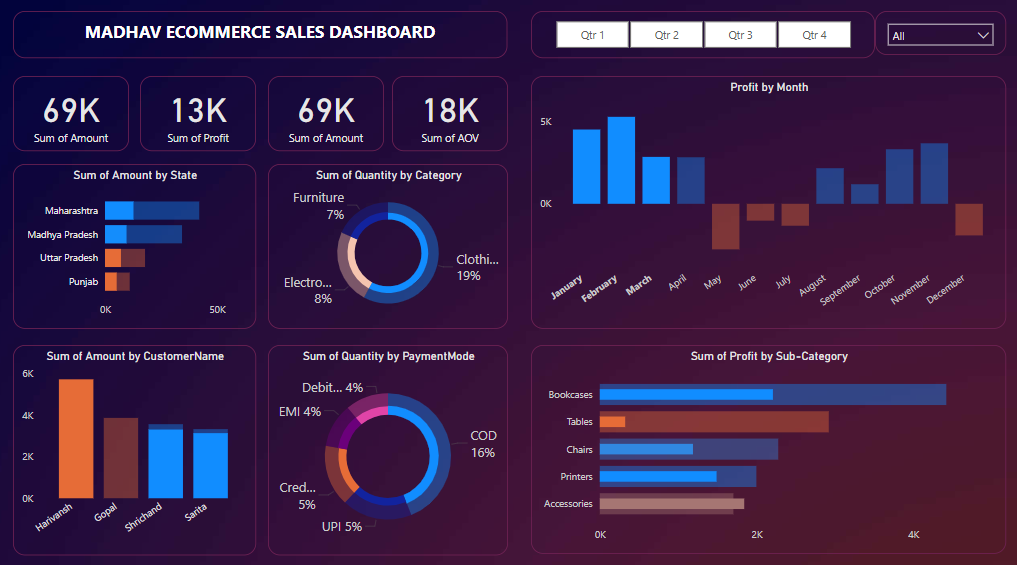 MADHAV ECOMMERCE SALES DASHBOARD
Qtr 1
Qtr 2
Qtr 3
Qtr 4
All
69K
Sum of Amount
13K
Sum of Profit
69K
Sum of Amount
18K
Sum of AOV
Profit by Month
5K
0K
January
February
March
April
May
June
July
August
September
October
November
December
Sum of Amount by State
Maharashtra
Madhya Pradesh
Uttar Pradesh
Punjab
0K
50K
Sum of Quantity by Category
Furniture
7%
Clothi...
19%
Electro...
8%
Sum of Amount by CustomerName
6K
4K
2K
0K
Harivansh
Gopal
Shrichand
Sarita
Sum of Quantity by PaymentMode
Debit... 4%
EMI 4%
COD
16%
Cred...
5%
UPI 5%
Sum of Profit by Sub-Category
Bookcases
Tables
Chairs
Printers
Accessories
0K
2K
4K